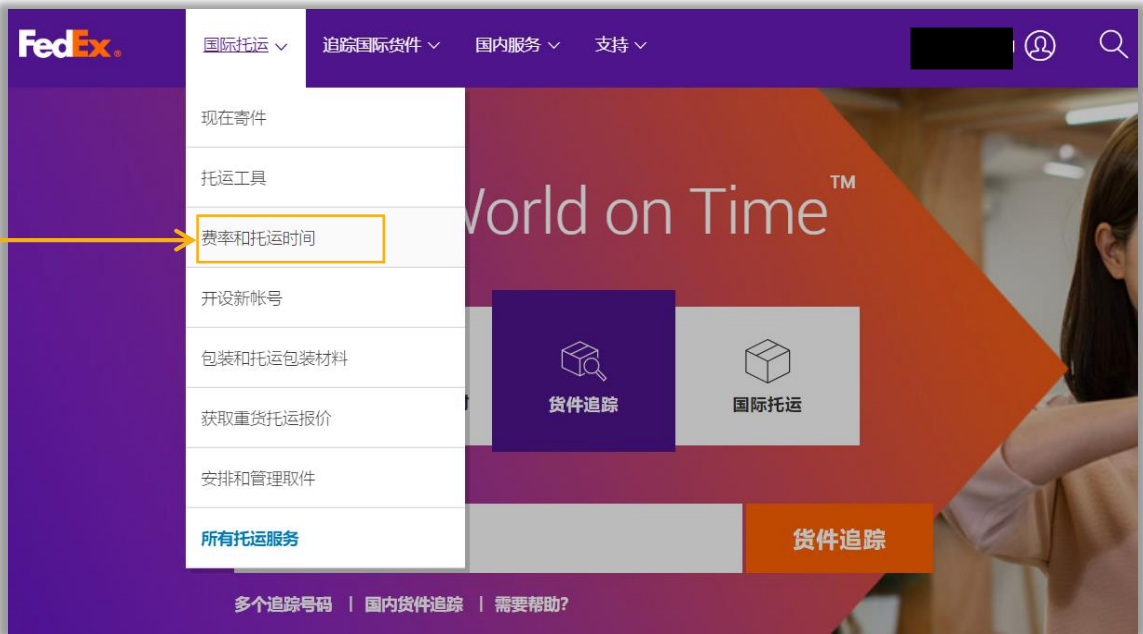 FedEx®
国际托运 追踪国际货件 国内服务 支持
现在寄件
托运工具
费率和托运时间
开设新帐号
包装和托运包装材料
获取重货托运报价
安排和管理取件
所有托运服务
World on Time™
货件追踪 国际托运
货件追踪
多个追踪号码 | 国内货件追踪 | 需要帮助?